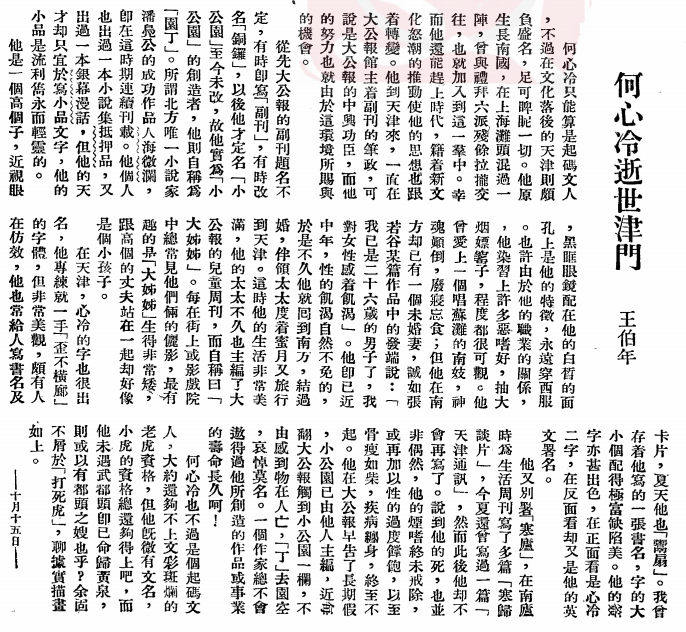 何心冷逝世津門
王伯年
何心冷只能算是起碼文人
，不過在文化落後的天津則頗
負盛名，足可睥睨一切。他原
生長南國，在上海灘頭混過一
陣，曾與禮拜六派殘餘拉攏交
往，也就加入到這一羣中。幸
而他還能趕上時代，藉着新文
化怒潮的推動使他的思想也跟
着轉變。他到天津來，一直在
大公報館主着副刊的筆政，可
說是大公報的中興功臣，而他
的努力也就由於這環境所賜與
的機會。
從先大公報的副刊題名不
定，有時卽寫「副刊」，有時改
名「銅鑼」，以後他才定名「小
公園」至今未改，故他實爲「小
公園」的創造者，他則自稱爲
「園丁」。所謂北方唯一小說家
潘鳧公的成功作品人海微瀾，
卽在這時期連續刊載。他個人
也出過一本小說集抵押品，又
出過一本銀幕漫話，但他的天
才却只宜於寫小品文字，他的
小品是流利雋永而輕靈的。
他是一個高個子，近視眼
，黑眶眼鏡配在他的白皙的面
孔上是他的特徵，永遠穿西服
。也許由於他的職業的關係，
，他染習上許多惡嗜好，抽大
烟嫖窰子，程度都很可觀。他
曾愛上一個唱蘇灘的南妓，神
魂顚倒，廢寢忘食；但他在南
方却已有一個未婚妻，誠如張
若谷某篇作品中的發端說：「
我已是二十六歲的男子了，我
對女性感着飢渴」。他卽已近
中年，性的飢渴自然不免的，
於是不久他就回到南方，結過
婚，伴領太太度着蜜月又旅行
到天津。這時他的生活非常美
滿，他的太太不久也主編了大
公報的兒童周刊，而自稱曰「
大姊姊」。每在街上或影戲院
中總常見他們倆的儷影，最有
趣的是「大姊姊」生得非常矮，
跟高個的丈夫站在一起却好像
是個小孩子。
在天津，心冷的字也很出
名，他專練就一手「歪不橫廊」
的字體，但非常美觀，頗有人
在仿效，他也常給人寫書名及
卡片，夏天他也「鬻扇」。我曾
存着他寫的一張書名，字的大
小個配得極富缺陷美。他的簽
字亦甚出色，在正面看是心冷
二字，在反面看却又是他的英
文署名。
他又別署「寒廬」，在南廬
時爲生活周刊寫了多篇「寒歸
談片」，今夏還曾寫過一篇「
天津通訊」，然而此後他却不
會再寫了。說到他的死，也並
非偶然，他的煙嗜終未戒除，
或再加以性的過度饉飽，以至
骨瘦如柴，疾病纏身，終至不
起。他在大公報早吿了長期假
，小公園已由他人主編，近翕
翻大公報觸到小公園一欄，不
由感到物在人亡，「丁」去園空
，哀悼莫名。一個作家總不會
邀得過他所創造的作品或事業
的壽命長久呵！
何心冷也不過是個起碼文
人，大約還夠不上文彩斑斕的
老虎資格，但他旣微有文名，
小虎的資格總還夠得上吧，而
他未遇武都頭卽已命歸黃泉，
則或以有都頭之嫂也乎？余固
不屑於「打死虎」，聊據實描畫
如上。
——十月十五日——